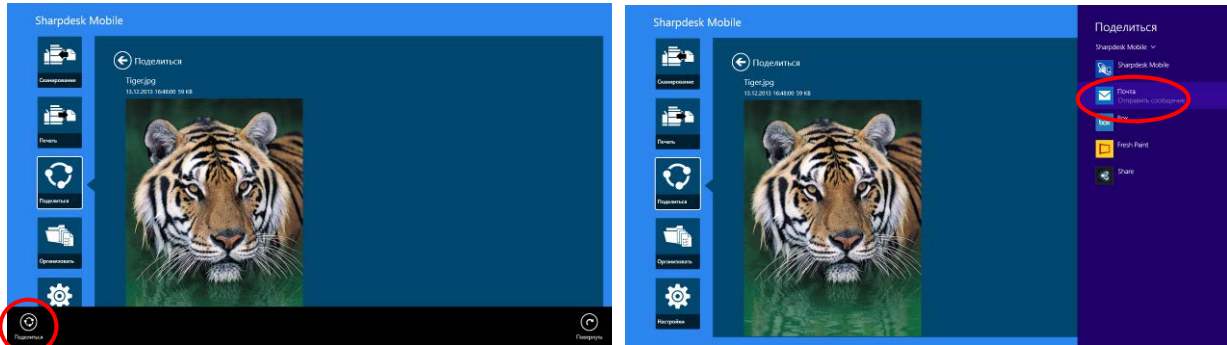 Sharpdesk Mobile
Сканирование
Печать
Поделиться
Организовать
Поделиться
Tiger.jpg
13.12.2013 16:48:00 59 KB
Поделиться
Повернуть
Sharpdesk Mobile
Сканирование
Печать
Поделиться
Организовать
Настройки
Поделиться
Tiger.jpg
13.12.2013 16:48:00 59 KB
Поделиться
Sharpdesk Mobile
Sharpdesk Mobile
Почта
Отправить сообщение
box
Box
Fresh Paint
Share